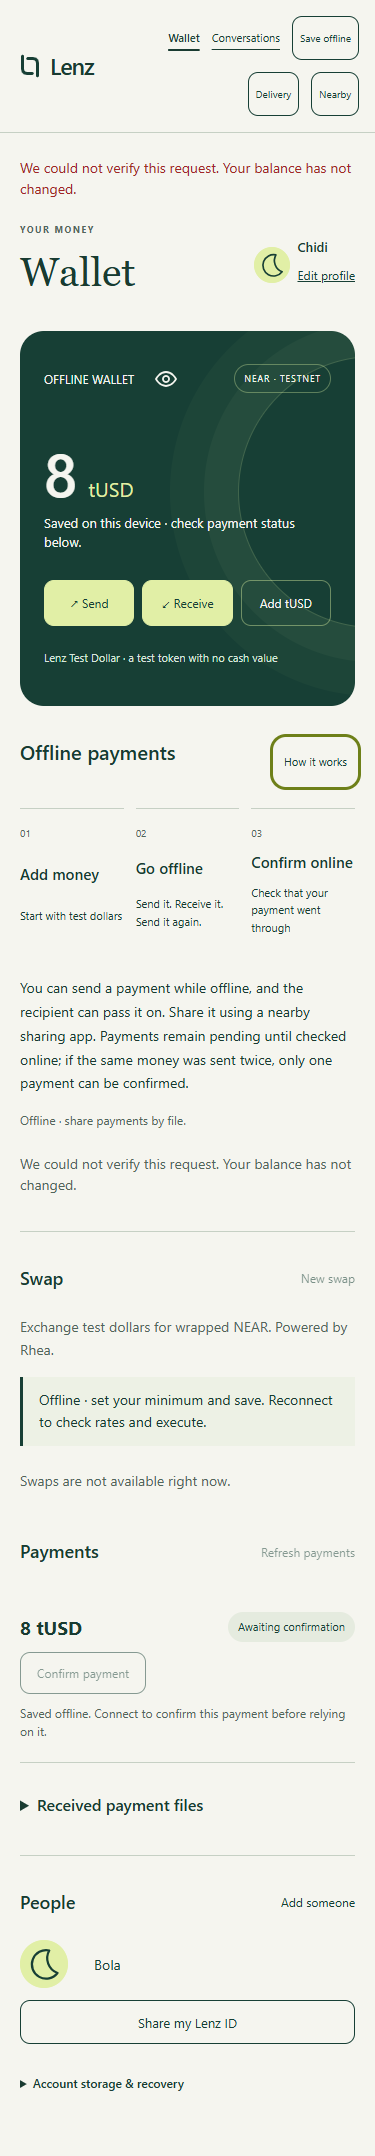 Lenz
Wallet Conversations Save offline
Delivery Nearby
We could not verify this request. Your balance has not
changed.
YOUR MONEY
Wallet
Chidi
Edit profile
OFFLINE WALLET
NEAR · TESTNET
8 tUSD
Saved on this device · check payment status
below.
↗ Send ↙ Receive Add tUSD
Lenz Test Dollar · a test token with no cash value
Offline payments
How it works
01
Add money
Start with test dollars
02
Go offline
Send it. Receive it.
Send it again.
03
Confirm online
Check that your
payment went
through
You can send a payment while offline, and the
recipient can pass it on. Share it using a nearby
sharing app. Payments remain pending until checked
online; if the same money was sent twice, only one
payment can be confirmed.
Offline · share payments by file.
We could not verify this request. Your balance has not
changed.
Swap
New swap
Exchange test dollars for wrapped NEAR. Powered by
Rhea.
Offline · set your minimum and save. Reconnect
to check rates and execute.
Swaps are not available right now.
Payments
Refresh payments
8 tUSD
Awaiting confirmation
Confirm payment
Saved offline. Connect to confirm this payment before relying
on it.
▶ Received payment files
People
Add someone
Bola
Share my Lenz ID
▶ Account storage & recovery